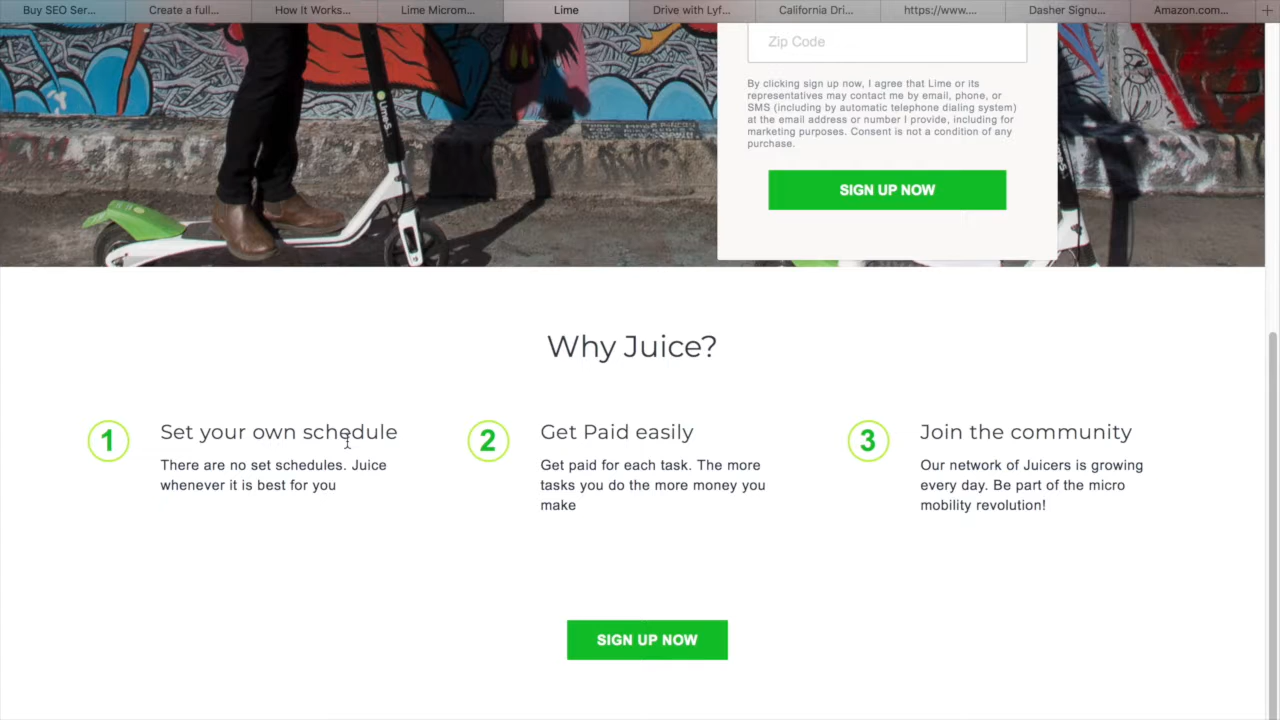 Buy SEO Ser...
Create a full...
How It Works...
Lime Microm...
Lime
Drive with Lyf...
California Dri...
https://www....
Dasher Signu...
Amazon.com...
Zip Code
By clicking sign up now, I agree that Lime or its
representatives may contact me by email, phone, or
SMS (including by automatic telephone dialing system)
at the email address or number I provide, including for
marketing purposes. Consent is not a condition of any
purchase.
SIGN UP NOW
Lime-S
Why Juice?
1
Set your own schedule
There are no set schedules. Juice
whenever it is best for you
2
Get Paid easily
Get paid for each task. The more
tasks you do the more money you
make
3
Join the community
Our network of Juicers is growing
every day. Be part of the micro
mobility revolution!
SIGN UP NOW